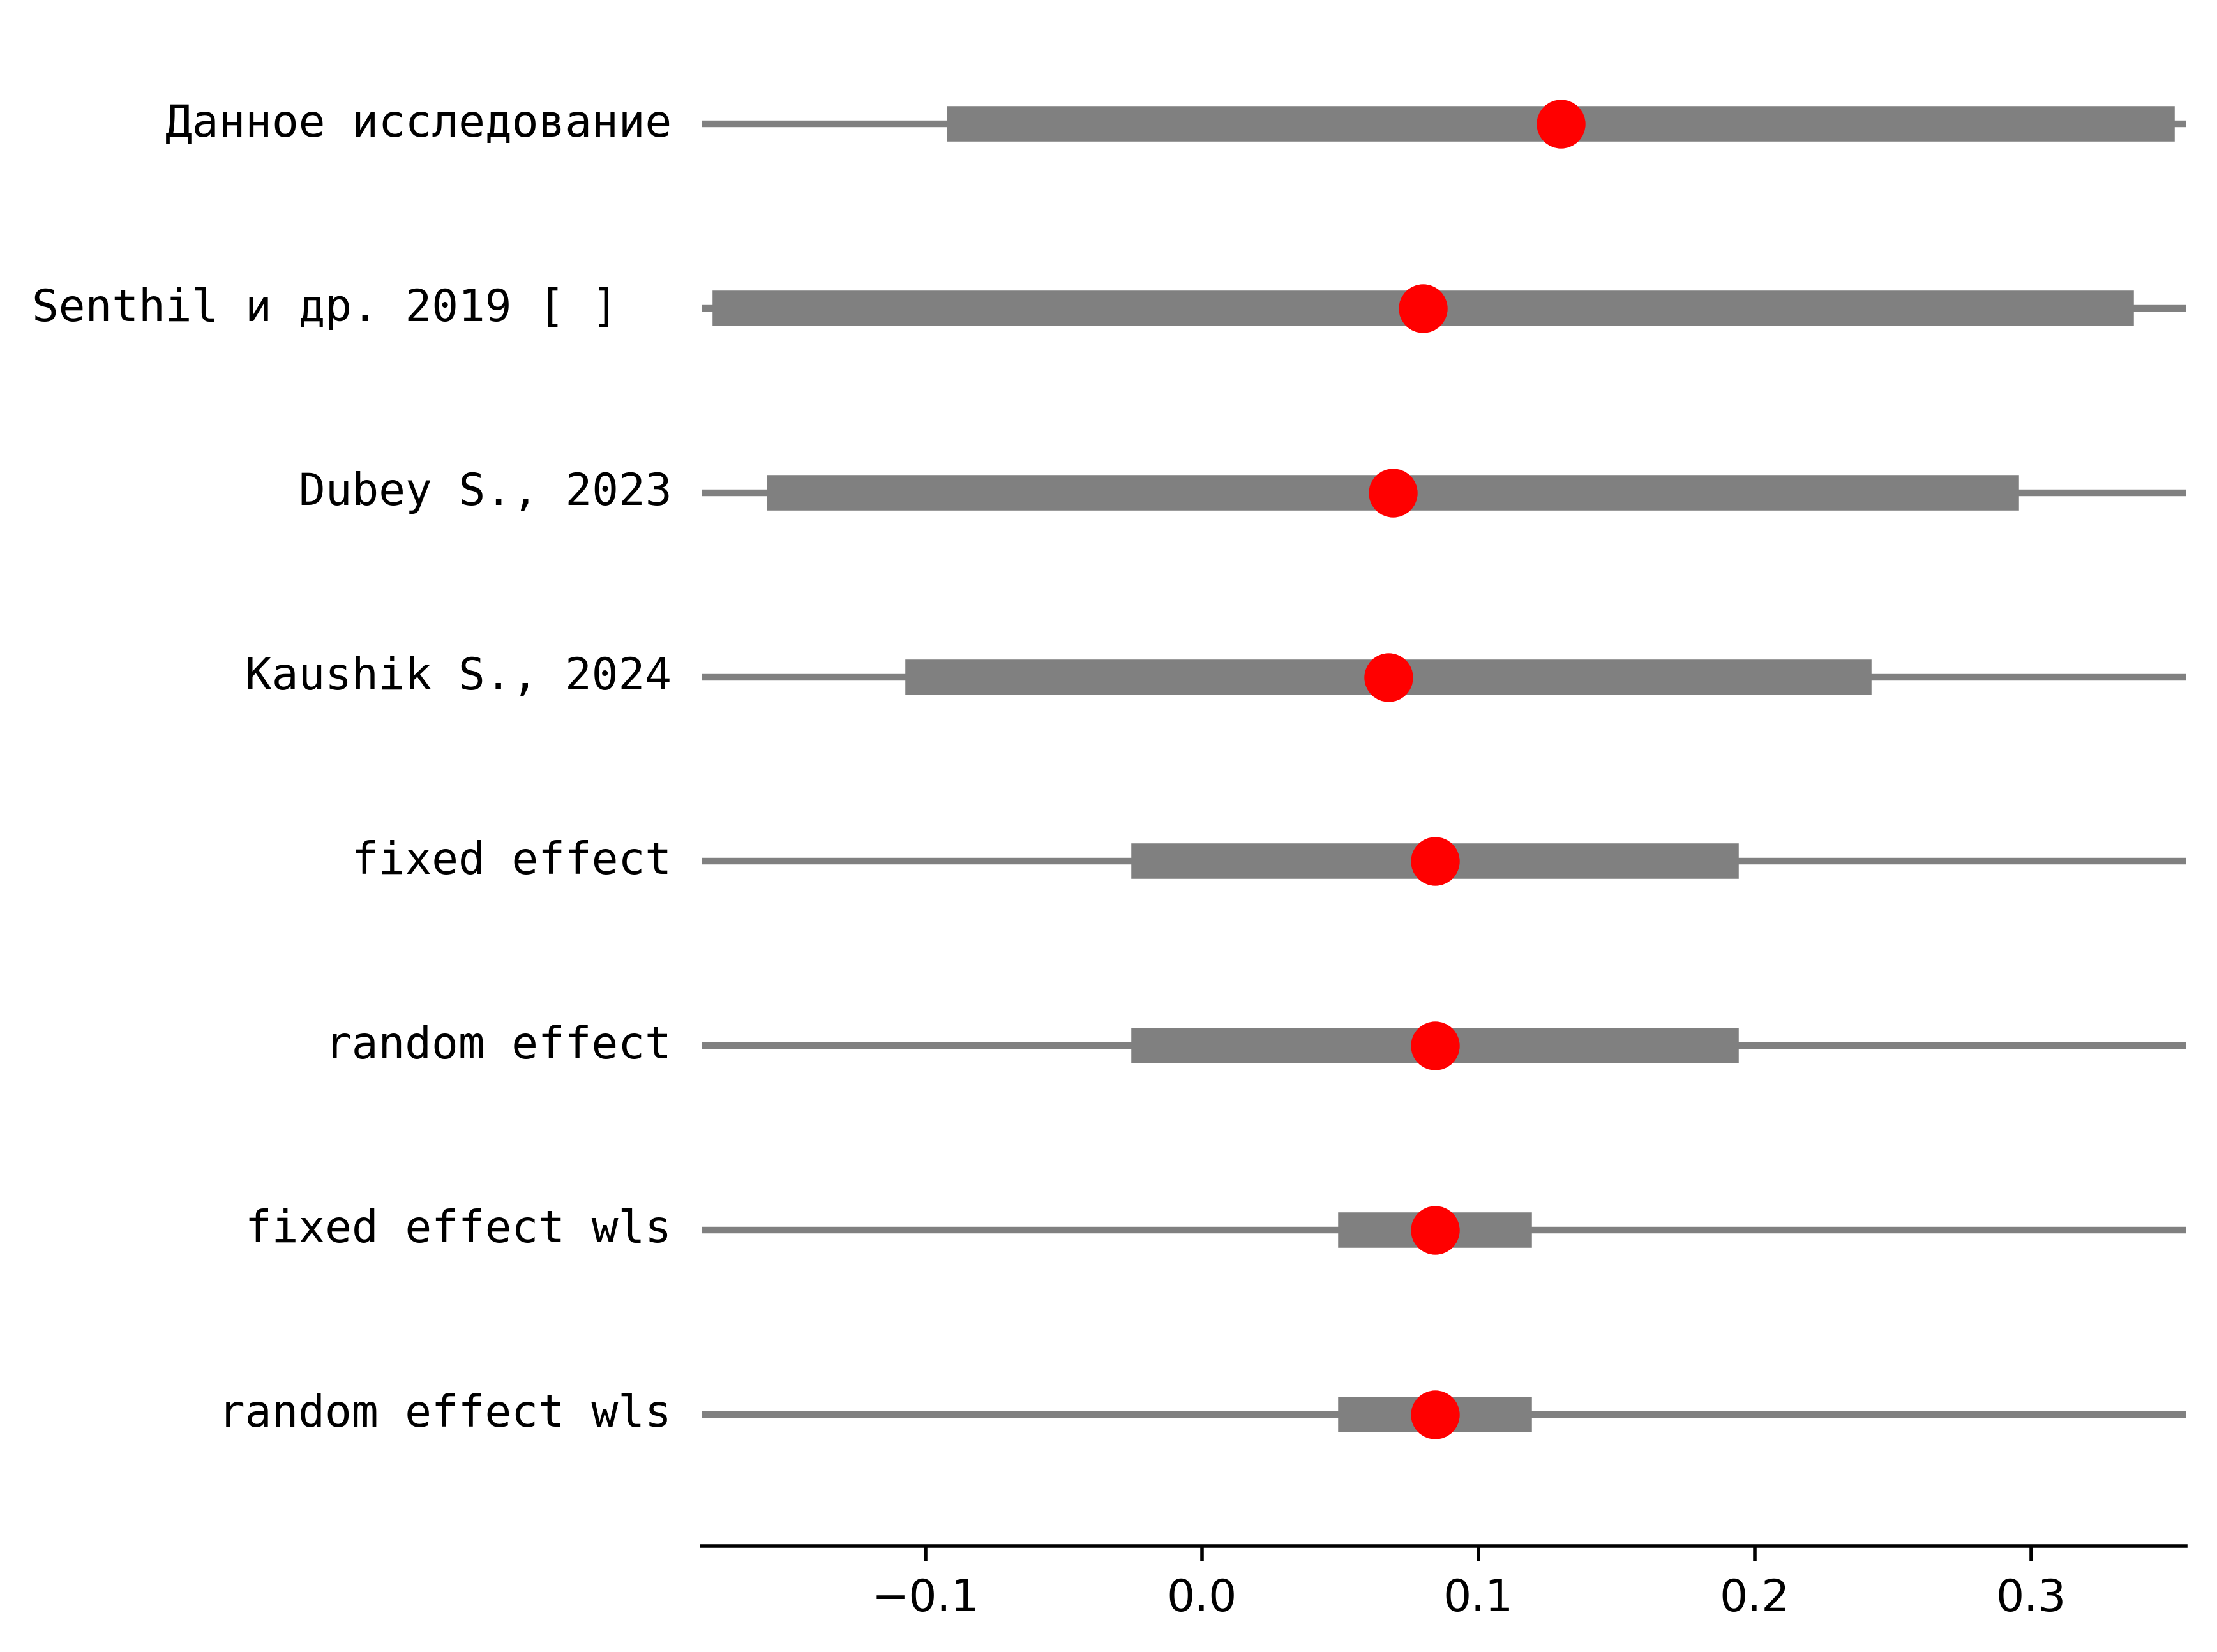 Данное исследование
Senthil и др. 2019 [ ]
Dubey S., 2023
Kaushik S., 2024
fixed effect
random effect
fixed effect wls
random effect wls
−0.1 0.0 0.1 0.2 0.3